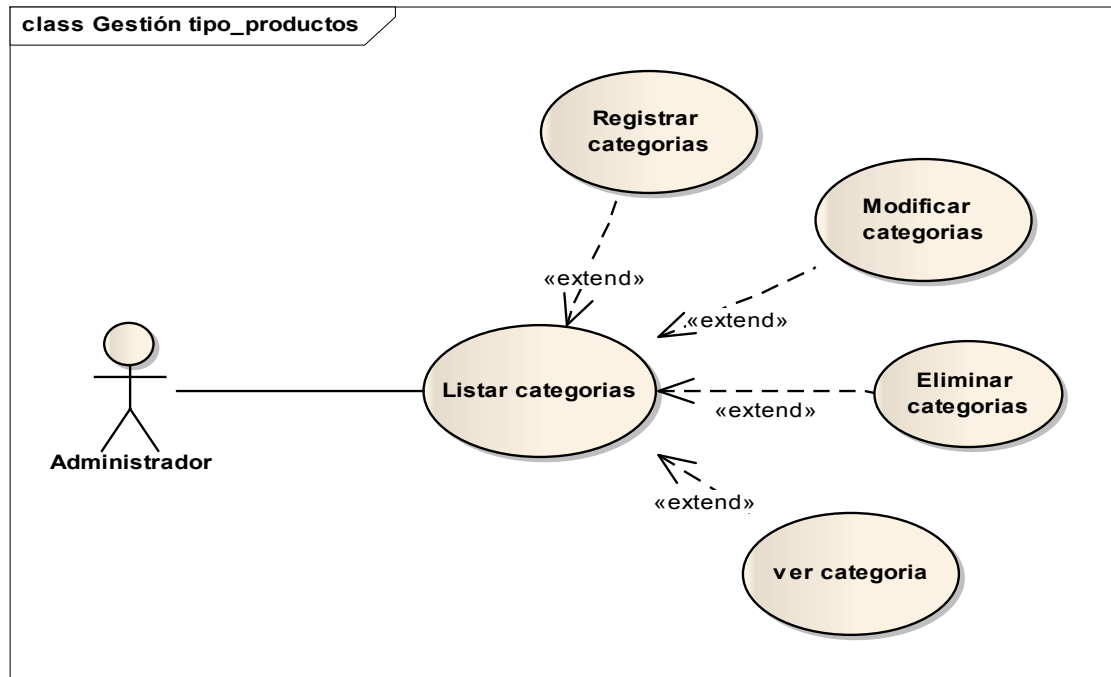 class Gestión tipo_productos
Registrar
categorias
Modificar
categorias
«extend»
«extend»
Listar categorias
Eliminar
categorias
«extend»
Administrador
«extend»
ver categoria